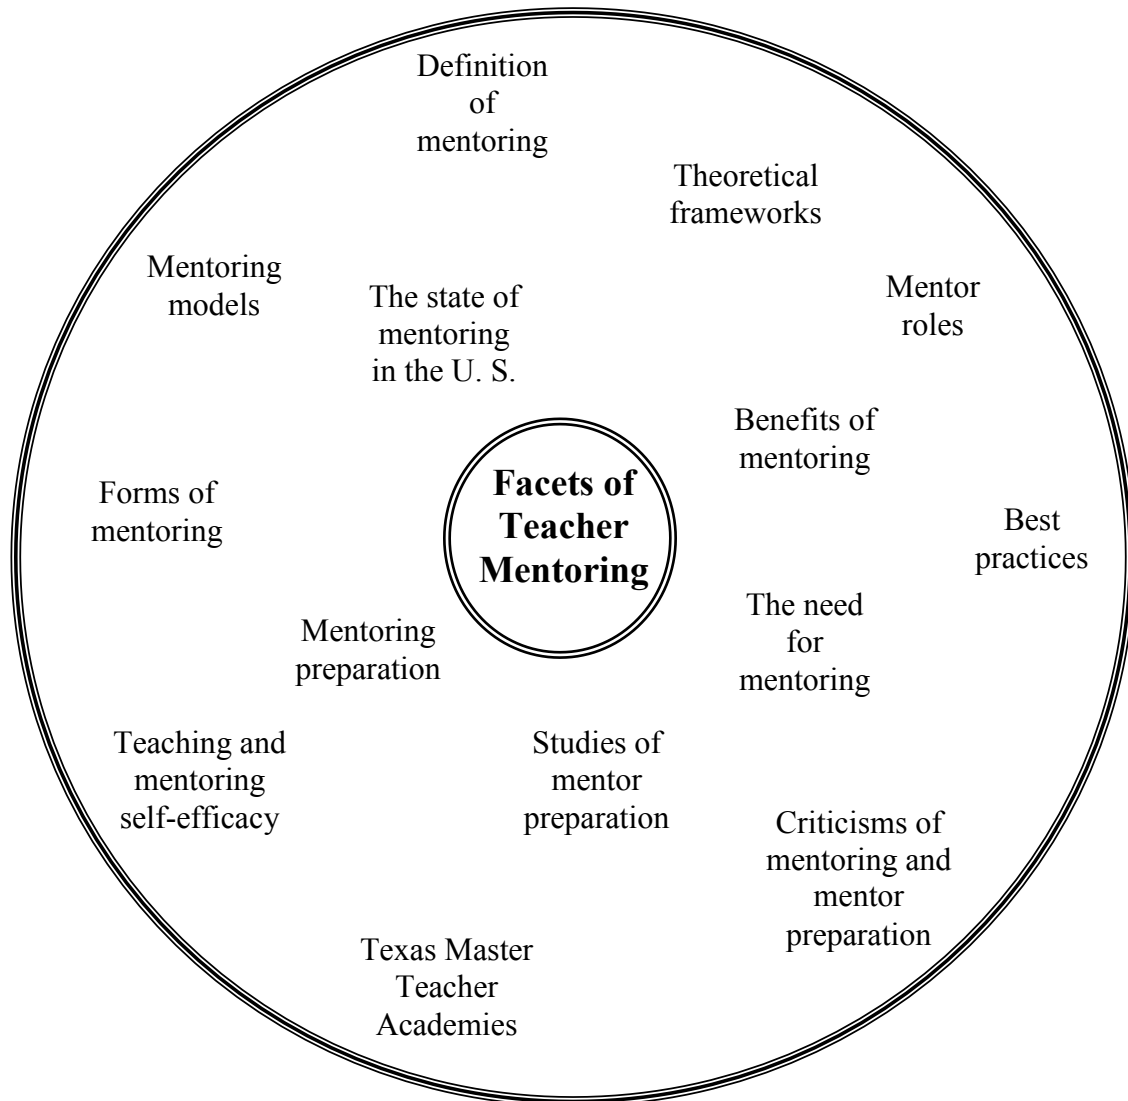 Definition
of
mentoring
Theoretical
frameworks
Mentoring
models
The state of
mentoring
in the U. S.
Mentor
roles
Benefits of
mentoring
Facets of
Teacher
Mentoring
Forms of
mentoring
Best
practices
The need
for
mentoring
Mentoring
preparation
Teaching and
mentoring
self-efficacy
Studies of
mentor
preparation
Criticisms of
mentoring and
mentor
preparation
Texas Master
Teacher
Academies